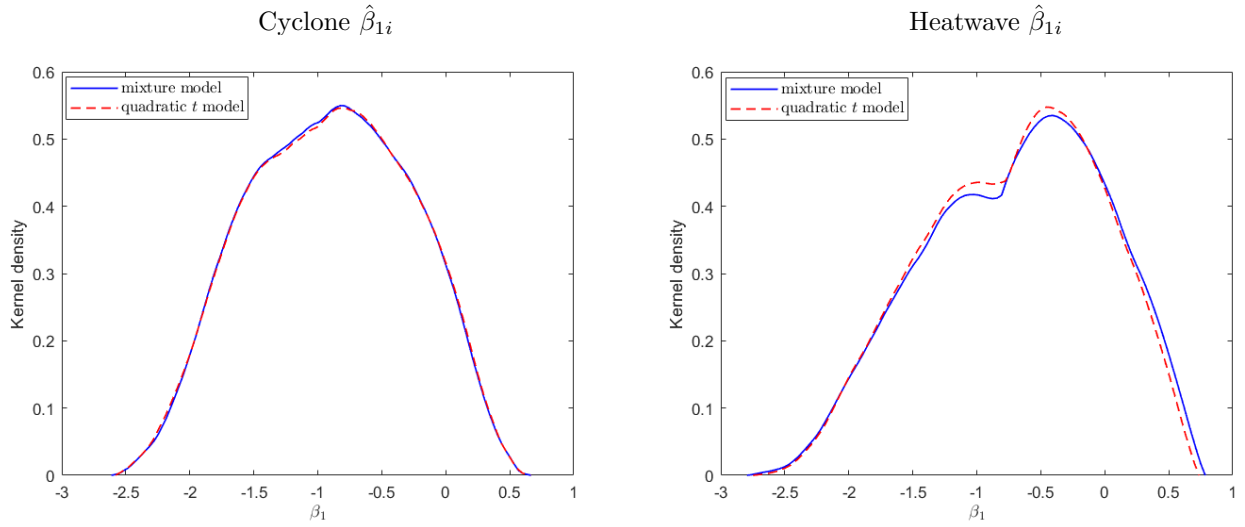 Cyclone β̂₁ᵢ
Heatwave β̂₁ᵢ
mixture model
quadratic t model
0.6
0.5
0.4
0.3
0.2
0.1
0
Kernel density
-3 -2.5 -2 -1.5 -1 -0.5 0 0.5 1
β₁
mixture model
quadratic t model
0.6
0.5
0.4
0.3
0.2
0.1
0
Kernel density
-3 -2.5 -2 -1.5 -1 -0.5 0 0.5 1
β₁